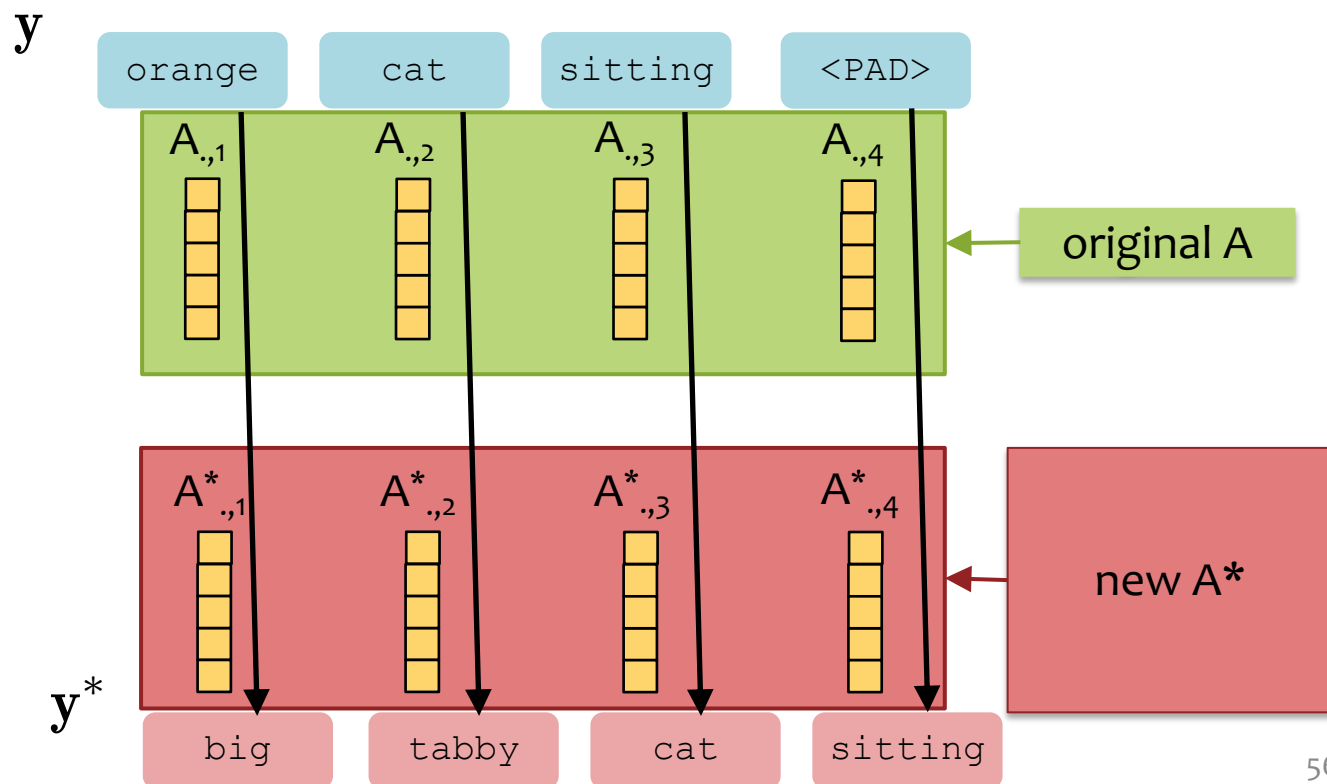 y
orange cat sitting <PAD>
A.,1 A.,2 A.,3 A.,4
original A
A*.,1 A*.,2 A*.,3 A*.,4
new A*
y*
big tabby cat sitting